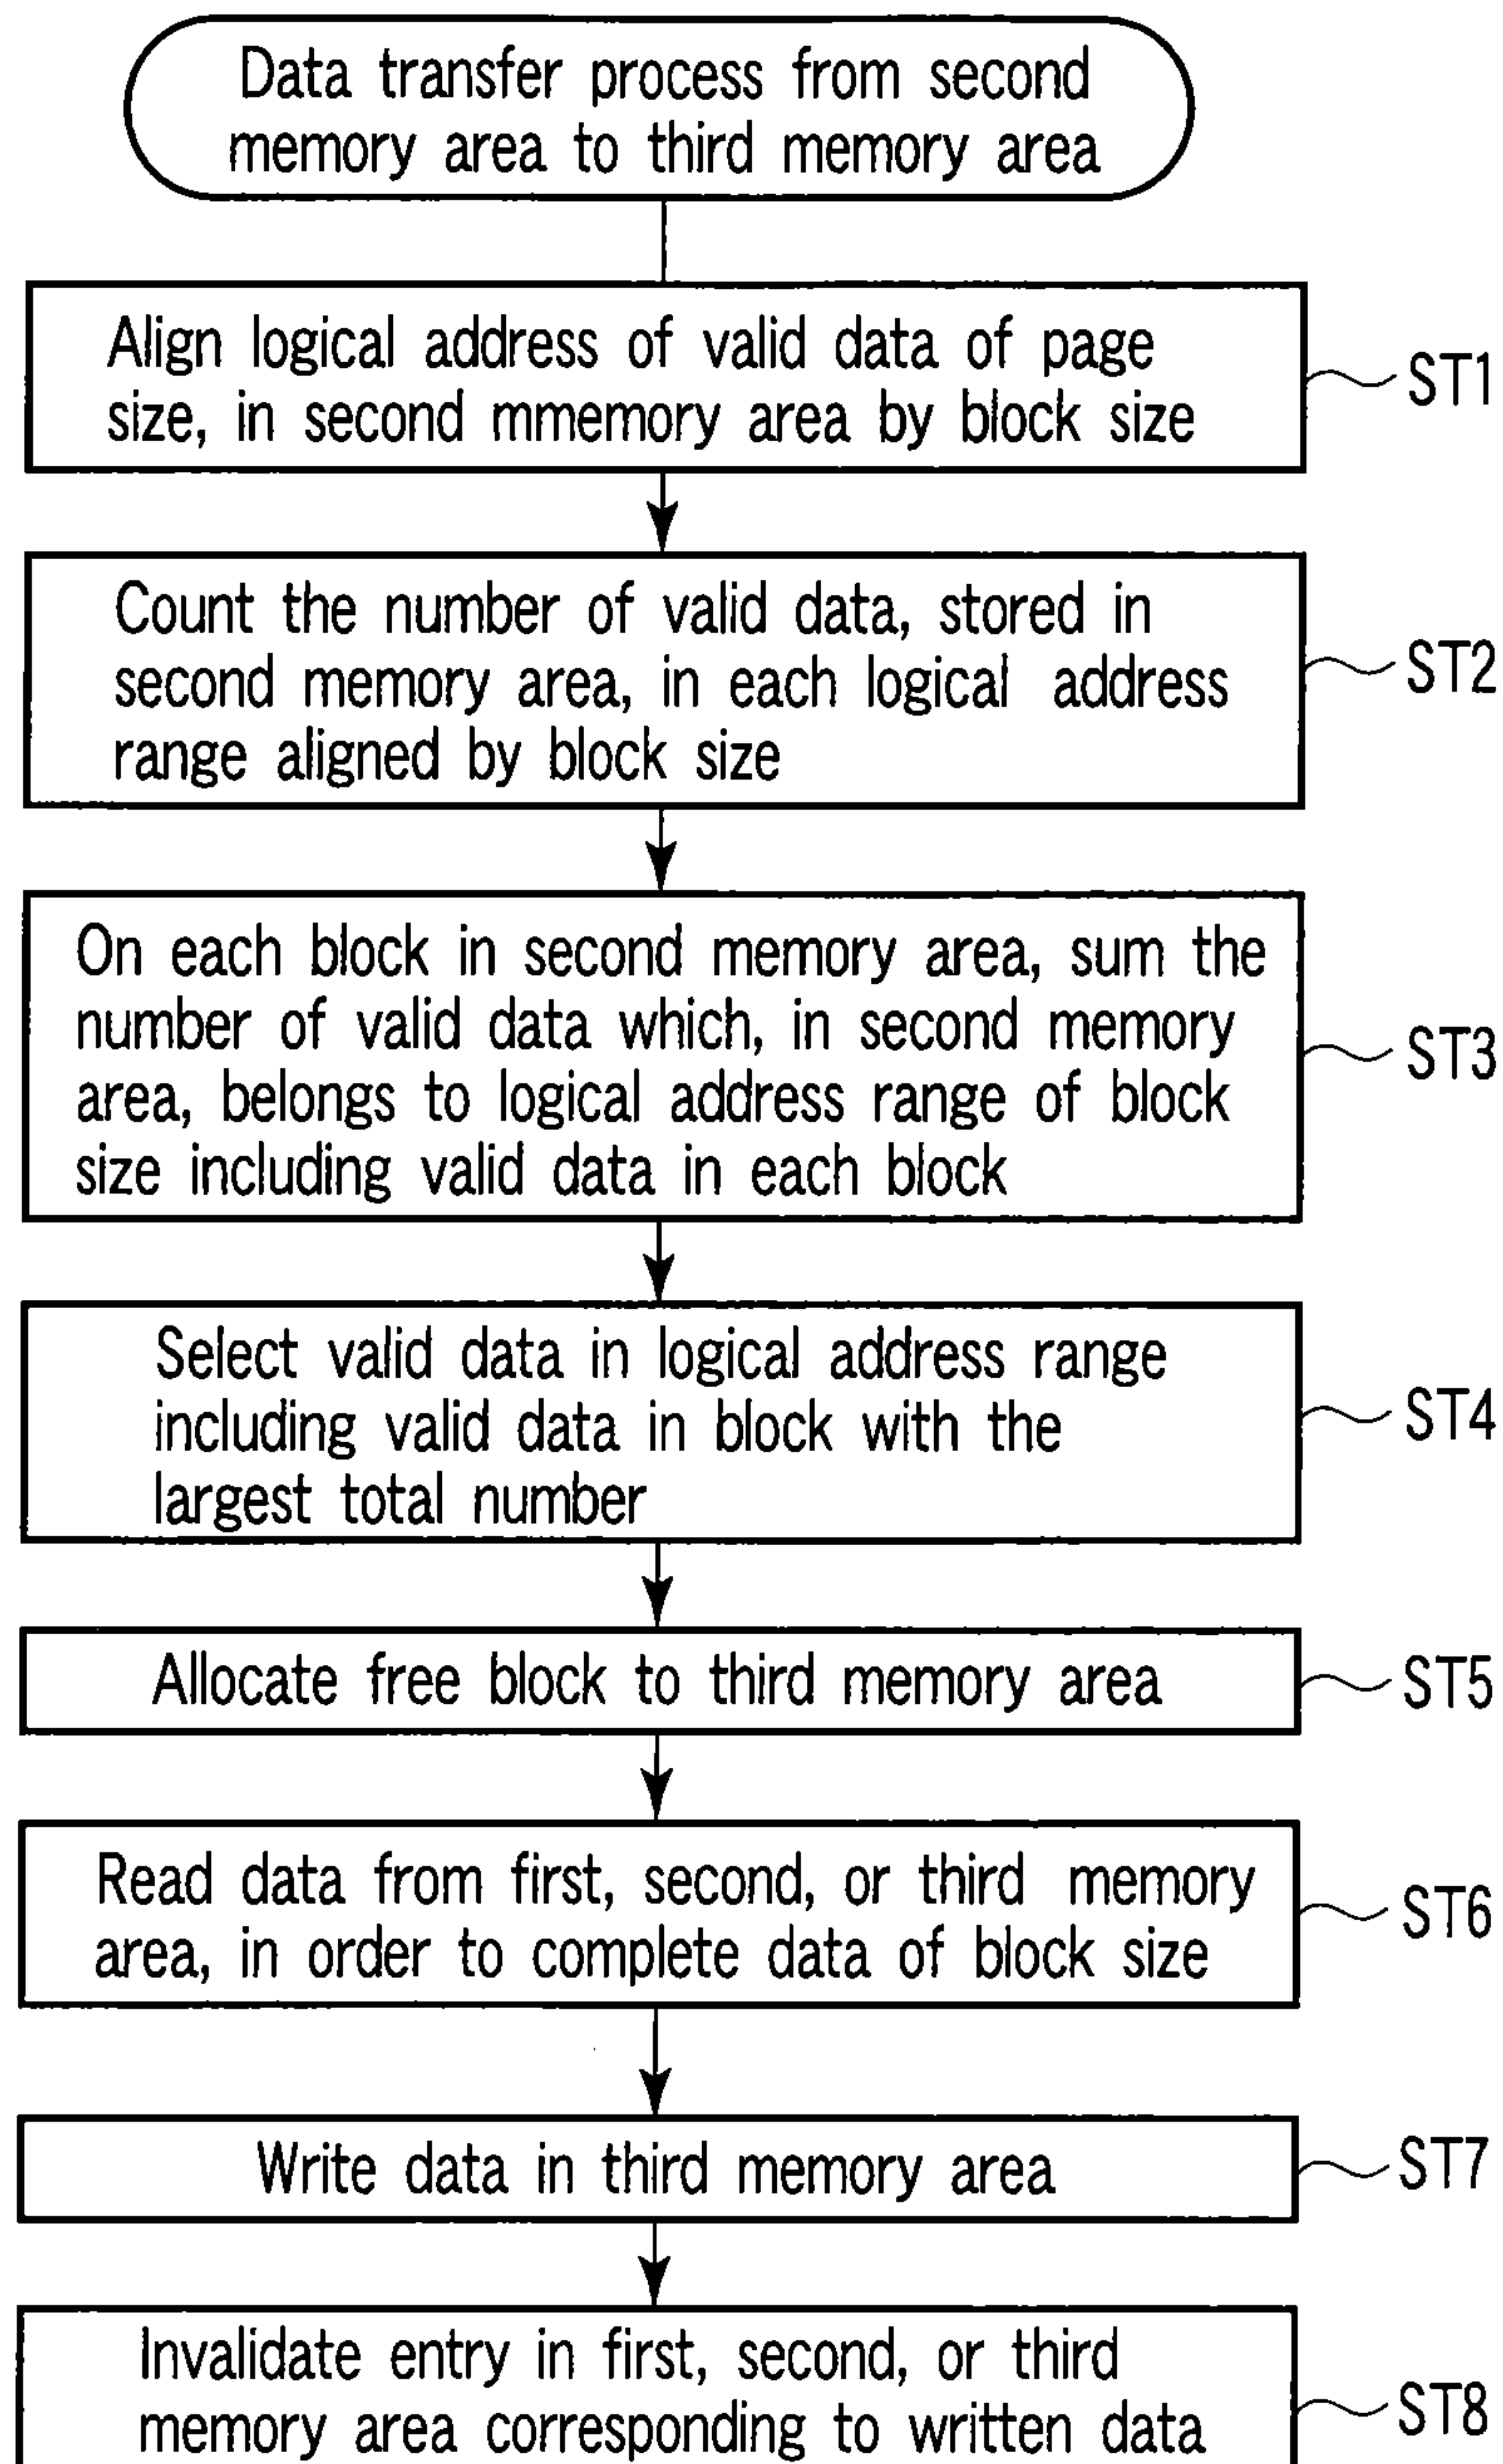 Data transfer process from second
memory area to third memory area
Align logical address of valid data of page
size, in second mmemory area by block size
ST1
Count the number of valid data, stored in
second memory area, in each logical address
range aligned by block size
ST2
On each block in second memory area, sum the
number of valid data which, in second memory
area, belongs to logical address range of block
size including valid data in each block
ST3
Select valid data in logical address range
including valid data in block with the
largest total number
ST4
Allocate free block to third memory area
ST5
Read data from first, second, or third memory
area, in order to complete data of block size
ST6
Write data in third memory area
ST7
Invalidate entry in first, second, or third
memory area corresponding to written data
ST8